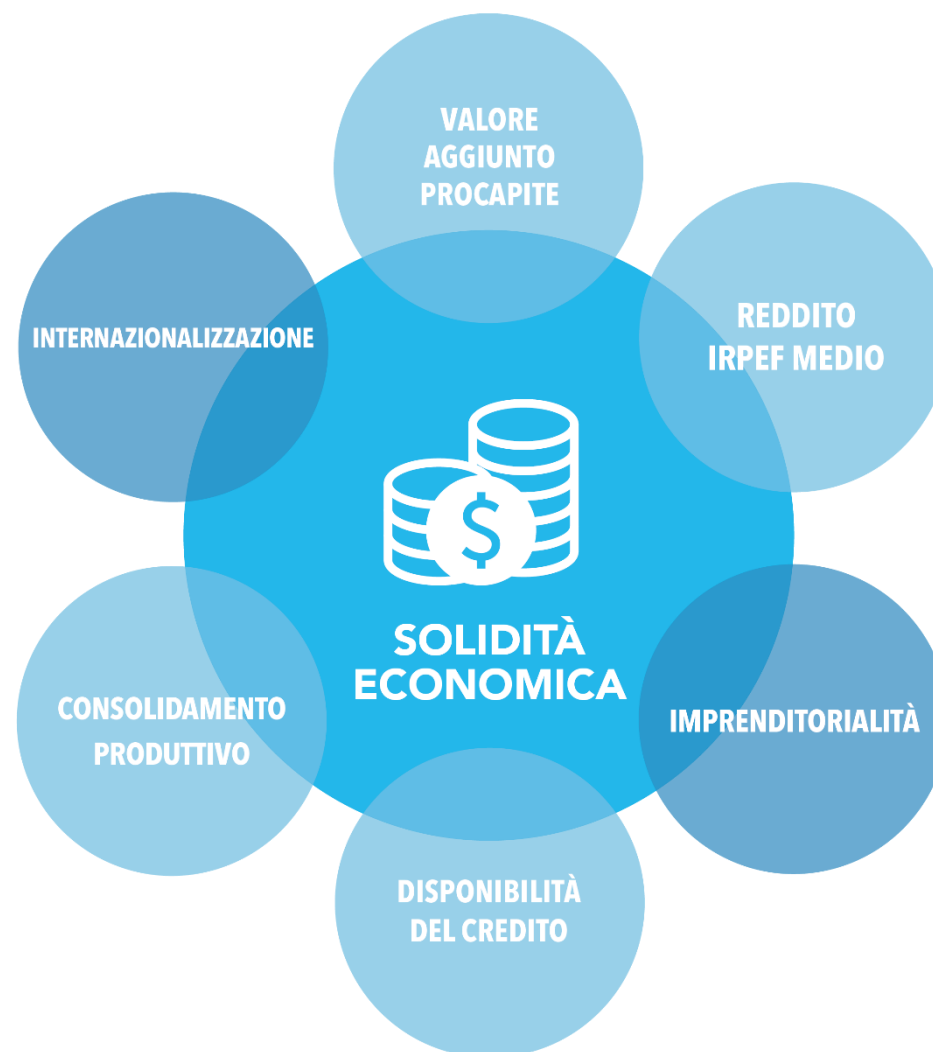 VALORE
AGGIUNTO
PROCAPITE
REDDITO
IRPEF MEDIO
INTERNAZIONALIZZAZIONE
$
SOLIDITÀ
ECONOMICA
IMPRENDITORIALITÀ
CONSOLIDAMENTO
PRODUTTIVO
DISPONIBILITÀ
DEL CREDITO